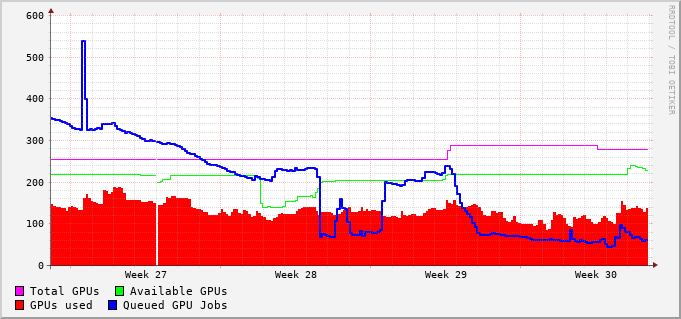 600
500
400
300
200
100
0
Week 27 Week 28 Week 29 Week 30
Total GPUs Available GPUs
GPUs used Queued GPU Jobs
RRDTOOL / TOBI OETIKER